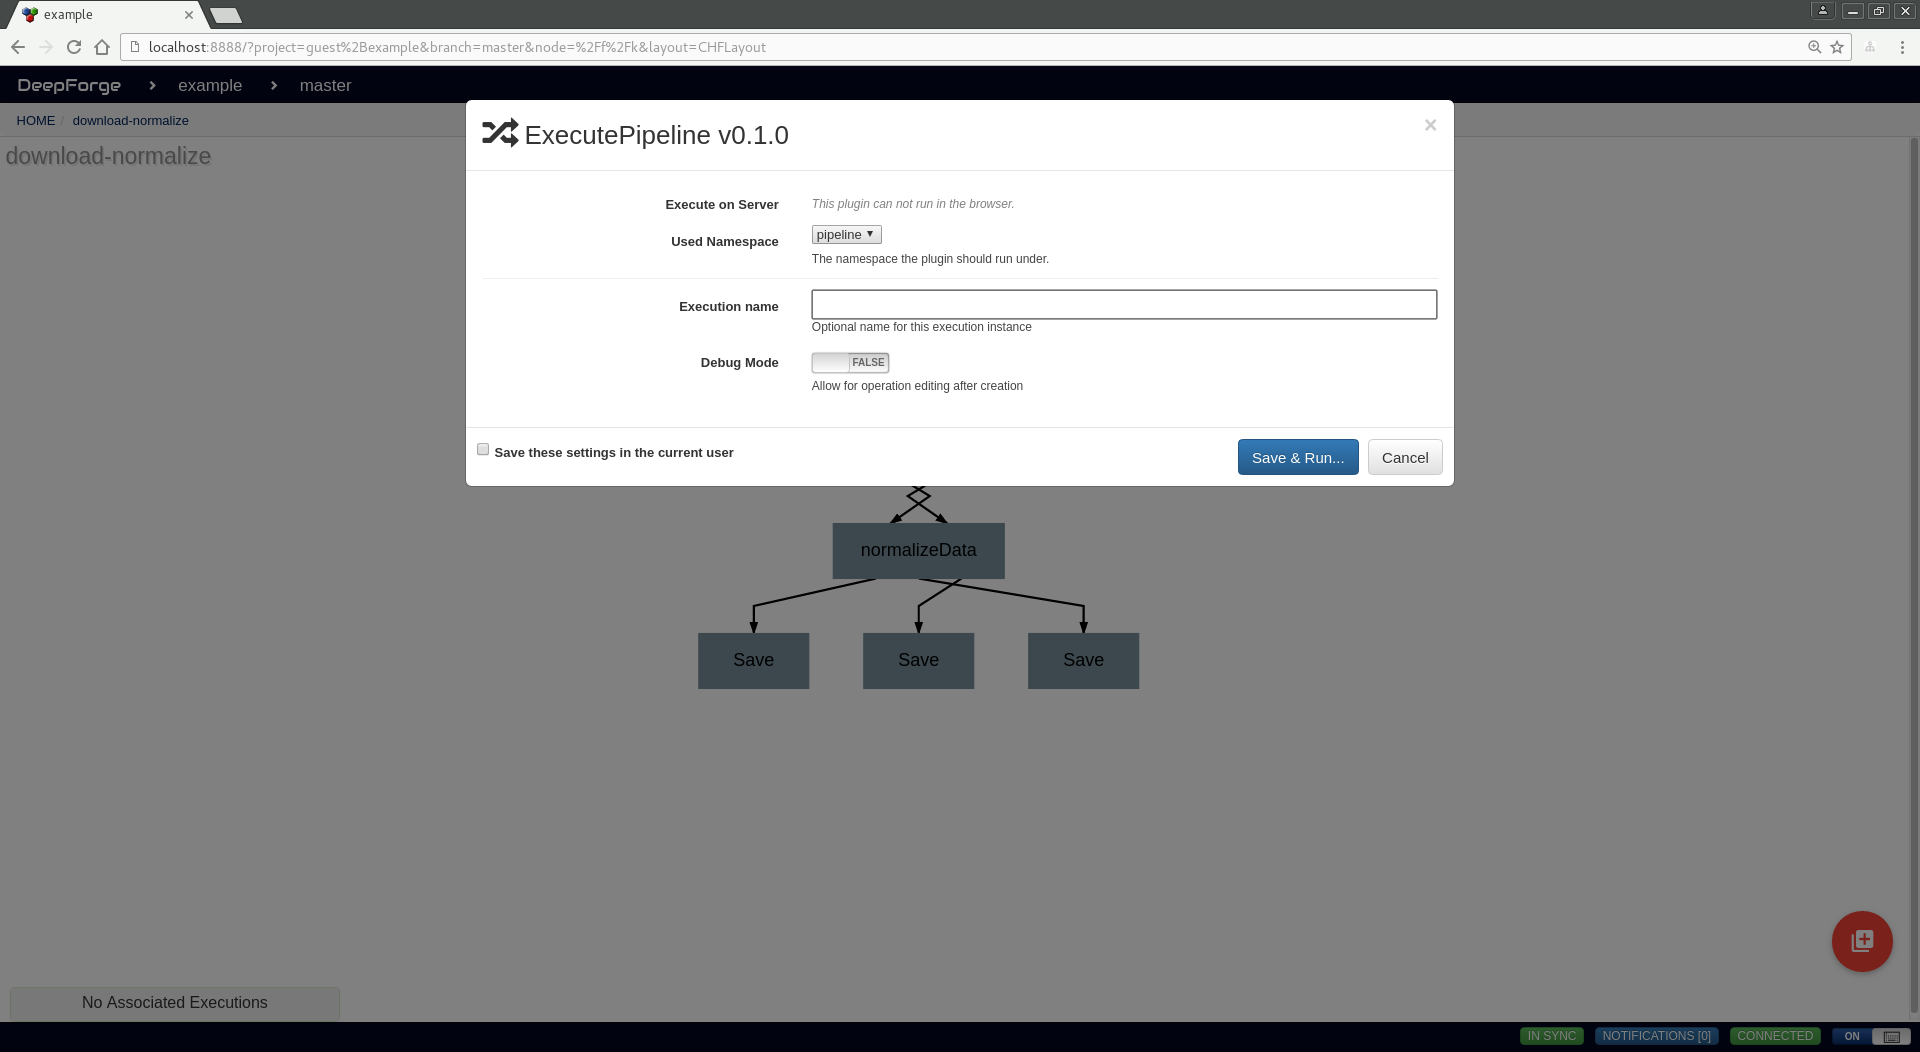 example
localhost:8888/?project=guest%2Bexample&branch=master&node=%2Ff%2Fk&layout=CHFLayout
DeepForge
example
master
HOME / download-normalize
download-normalize
ExecutePipeline v0.1.0
×
Execute on Server
This plugin can not run in the browser.
Used Namespace
pipeline
The namespace the plugin should run under.
Execution name
Optional name for this execution instance
Debug Mode
FALSE
Allow for operation editing after creation
Save these settings in the current user
Save & Run...
Cancel
normalizeData
Save
Save
Save
No Associated Executions
IN SYNC
NOTIFICATIONS [0]
CONNECTED
ON